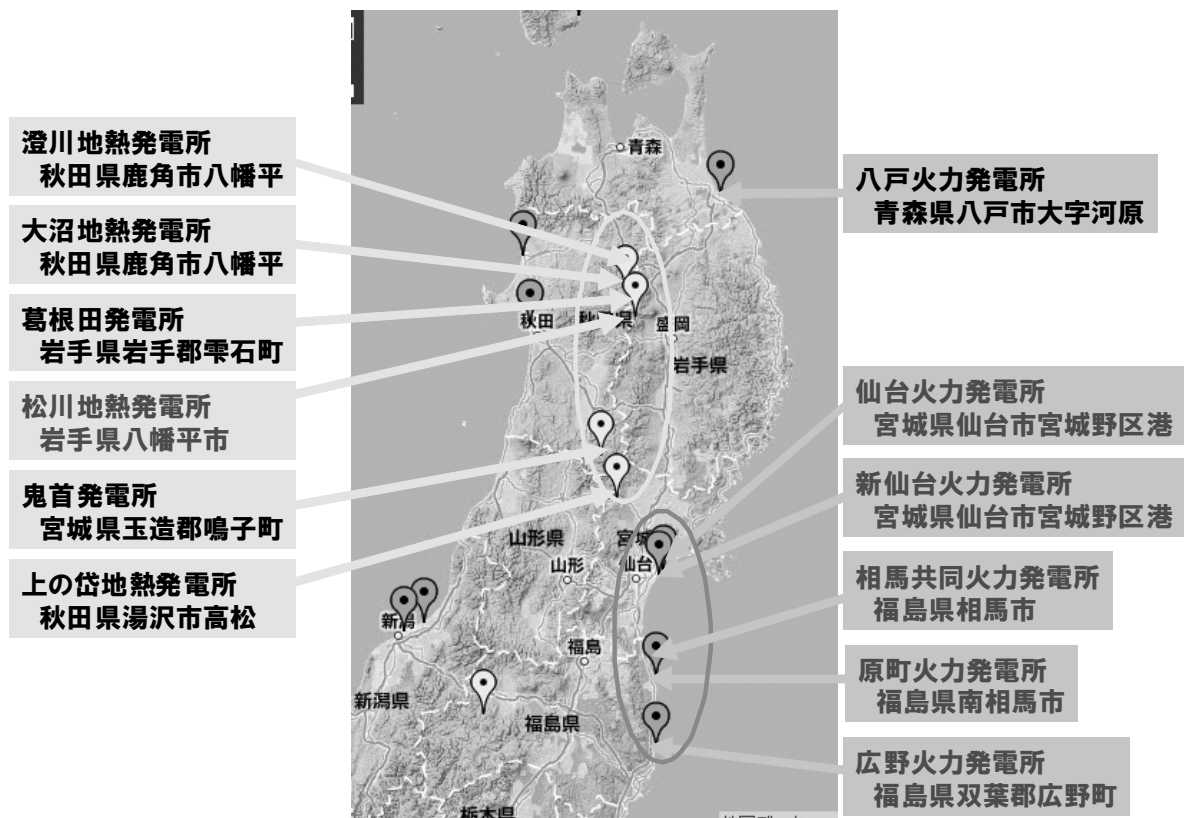 澄川地熱発電所
秋田県鹿角市八幡平
大沼地熱発電所
秋田県鹿角市八幡平
葛根田発電所
岩手県岩手郡雫石町
松川地熱発電所
岩手県八幡平市
鬼首発電所
宮城県玉造郡鳴子町
上の岱地熱発電所
秋田県湯沢市高松
青森
秋田
盛岡
岩手県
山形県
宮城
山形
仙台
新潟
福島
新潟県
福島県
栃木県
八戸火力発電所
青森県八戸市大字河原
仙台火力発電所
宮城県仙台市宮城野区港
新仙台火力発電所
宮城県仙台市宮城野区港
相馬共同火力発電所
福島県相馬市
原町火力発電所
福島県南相馬市
広野火力発電所
福島県双葉郡広野町